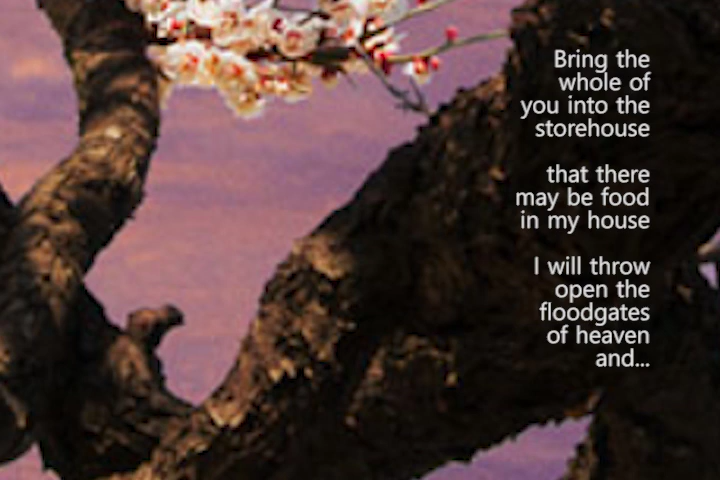 Bring the
whole of
you into the
storehouse
that there
may be food
in my house
I will throw
open the
floodgates
of heaven
and...